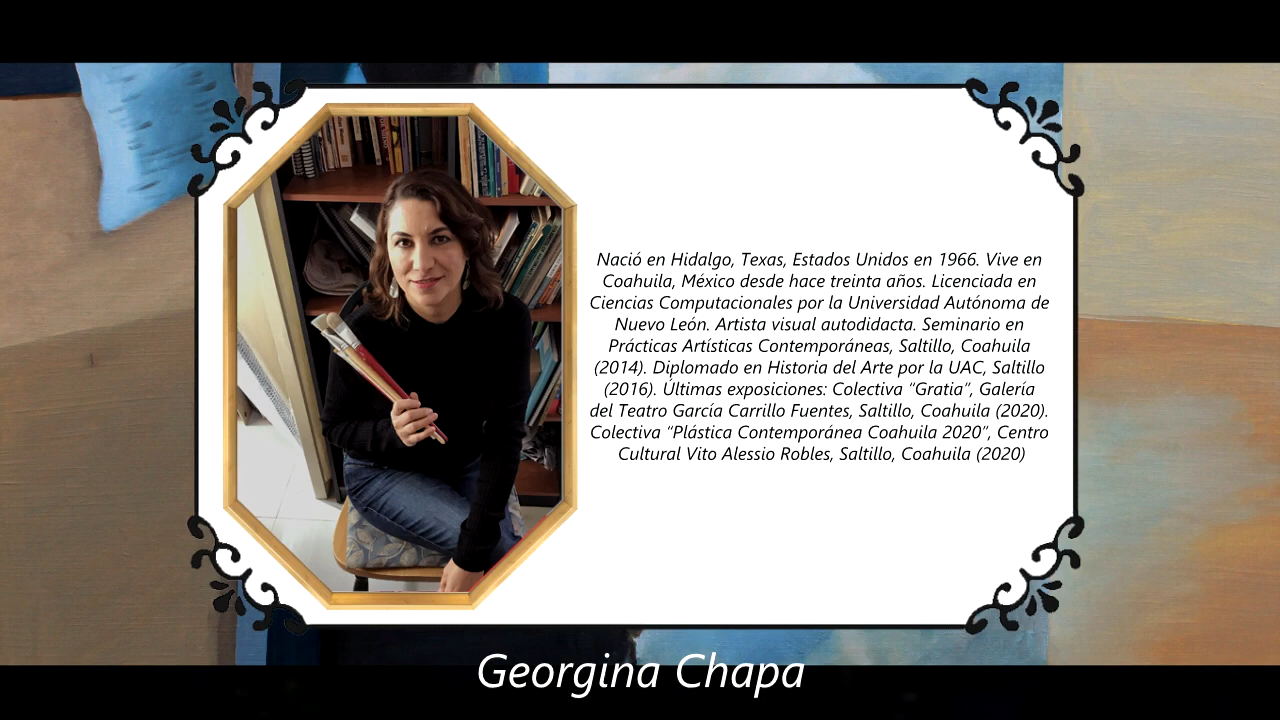 Nació en Hidalgo, Texas, Estados Unidos en 1966. Vive en
Coahuila, México desde hace treinta años. Licenciada en
Ciencias Computacionales por la Universidad Autónoma de
Nuevo León. Artista visual autodidacta. Seminario en
Prácticas Artísticas Contemporáneas, Saltillo, Coahuila
(2014). Diplomado en Historia del Arte por la UAC, Saltillo
(2016). Últimas exposiciones: Colectiva “Gratia”, Galería
del Teatro García Carrillo Fuentes, Saltillo, Coahuila (2020).
Colectiva “Plástica Contemporánea Coahuila 2020”, Centro
Cultural Vito Alessio Robles, Saltillo, Coahuila (2020)
Georgina Chapa